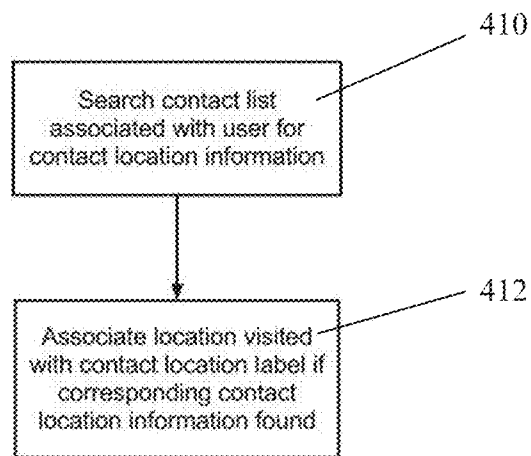 410
Search contact list
associated with user for
contact location information
412
Associate location visited
with contact location label if
corresponding contact
location information found